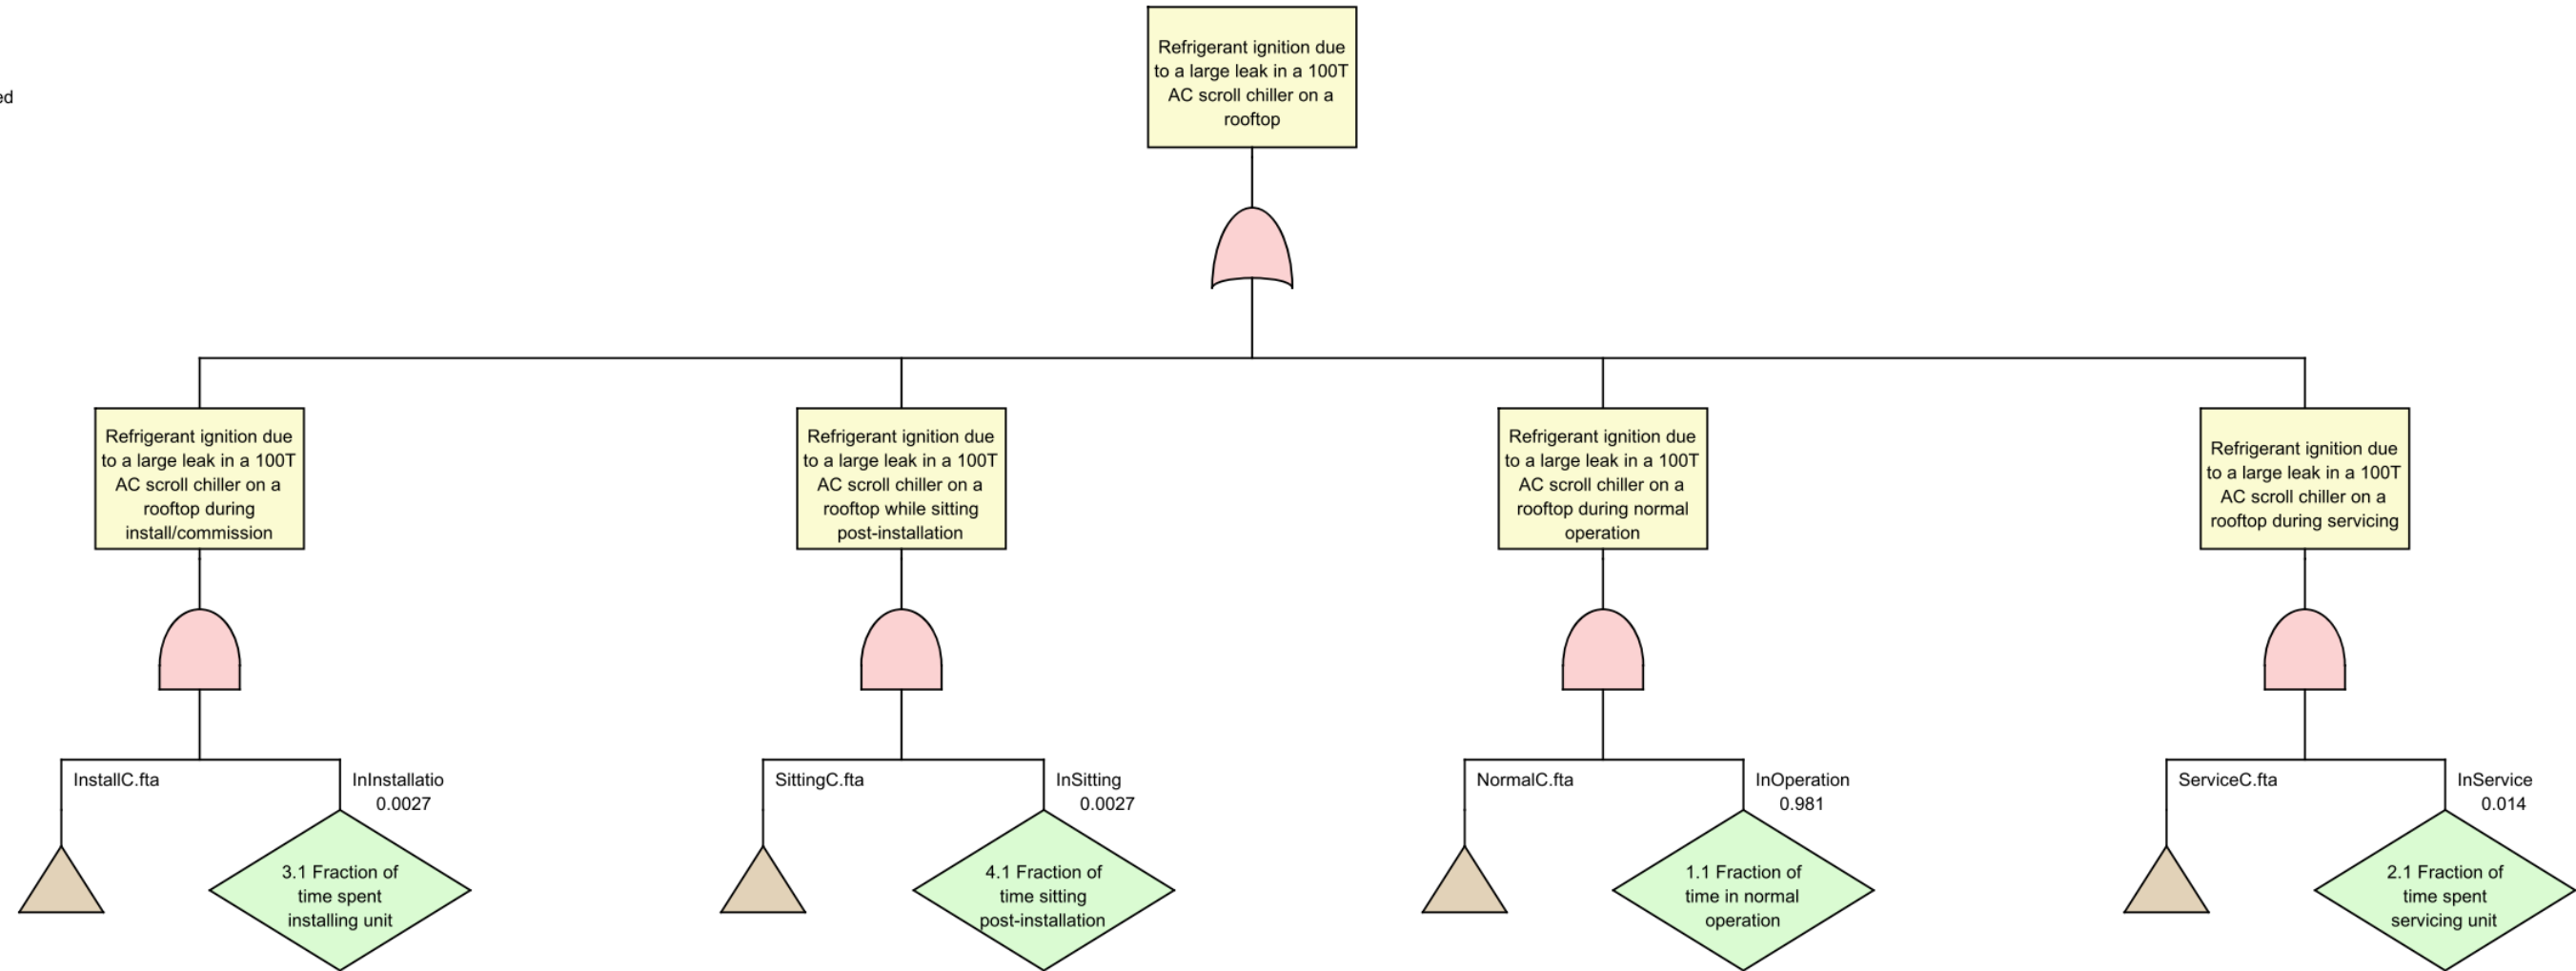 Refrigerant ignition due
to a large leak in a 100T
AC scroll chiller on a
rooftop
ed
Refrigerant ignition due
to a large leak in a 100T
AC scroll chiller on a
rooftop during
install/commission
Refrigerant ignition due
to a large leak in a 100T
AC scroll chiller on a
rooftop while sitting
post-installation
Refrigerant ignition due
to a large leak in a 100T
AC scroll chiller on a
rooftop during normal
operation
Refrigerant ignition due
to a large leak in a 100T
AC scroll chiller on a
rooftop during servicing
InstallC.fta
InInstallatio
0.0027
3.1 Fraction of
time spent
installing unit
SittingC.fta
InSitting
0.0027
4.1 Fraction of
time sitting
post-installation
NormalC.fta
InOperation
0.981
1.1 Fraction of
time in normal
operation
ServiceC.fta
InService
0.014
2.1 Fraction of
time spent
servicing unit